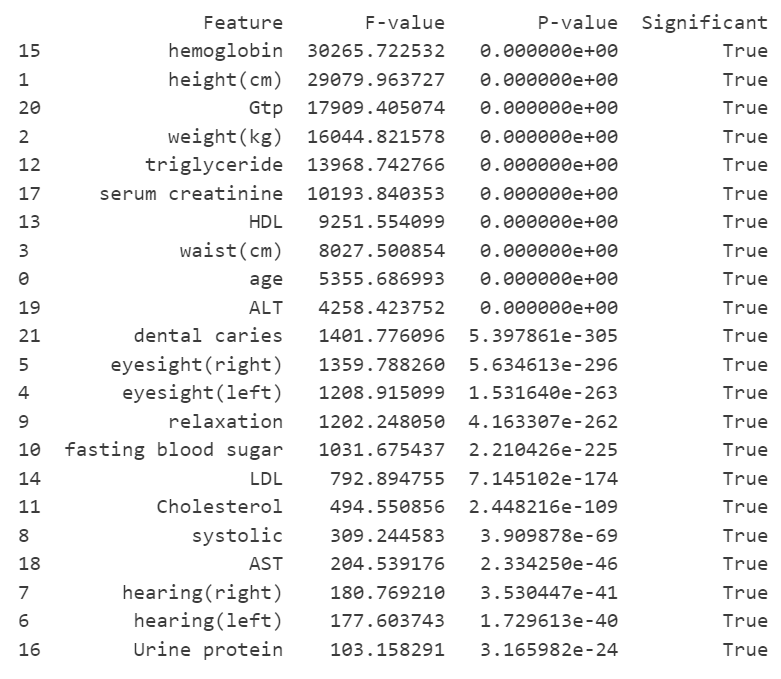 Feature F-value P-value Significant
15 hemoglobin 30265.722532 0.000000e+00 True
1 height(cm) 29079.963727 0.000000e+00 True
20 Gtp 17909.405074 0.000000e+00 True
2 weight(kg) 16044.821578 0.000000e+00 True
12 triglyceride 13968.742766 0.000000e+00 True
17 serum creatinine 10193.840353 0.000000e+00 True
13 HDL 9251.554099 0.000000e+00 True
3 waist(cm) 8027.500854 0.000000e+00 True
0 age 5355.686993 0.000000e+00 True
19 ALT 4258.423752 0.000000e+00 True
21 dental caries 1401.776096 5.397861e-305 True
5 eyesight(right) 1359.788260 5.634613e-296 True
4 eyesight(left) 1208.915099 1.531640e-263 True
9 relaxation 1202.248050 4.163307e-262 True
10 fasting blood sugar 1031.675437 2.210426e-225 True
14 LDL 792.894755 7.145102e-174 True
11 Cholesterol 494.550856 2.448216e-109 True
8 systolic 309.244583 3.909878e-69 True
18 AST 204.539176 2.334250e-46 True
7 hearing(right) 180.769210 3.530447e-41 True
6 hearing(left) 177.603743 1.729613e-40 True
16 Urine protein 103.158291 3.165982e-24 True